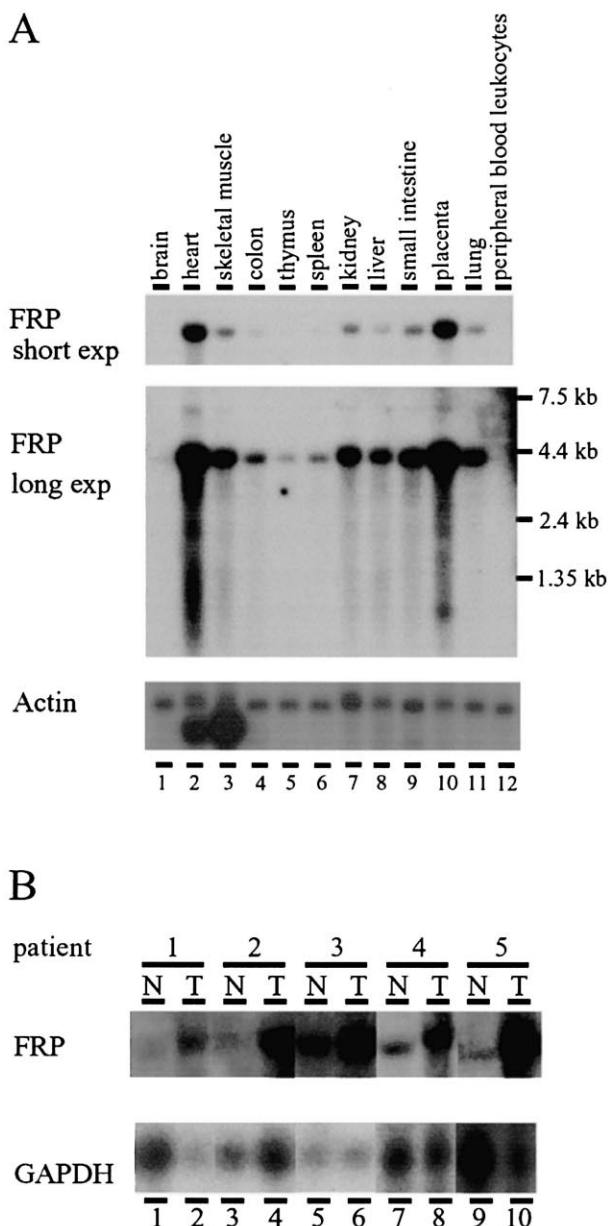 A
brain
heart
skeletal muscle
colon
thymus
spleen
kidney
liver
small intestine
placenta
lung
peripheral blood leukocytes
FRP
short exp
FRP
long exp
7.5 kb
4.4 kb
2.4 kb
1.35 kb
Actin
1 2 3 4 5 6 7 8 9 10 11 12
B
patient 1 2 3 4 5
N T N T N T N T N T
FRP
GAPDH
1 2 3 4 5 6 7 8 9 10